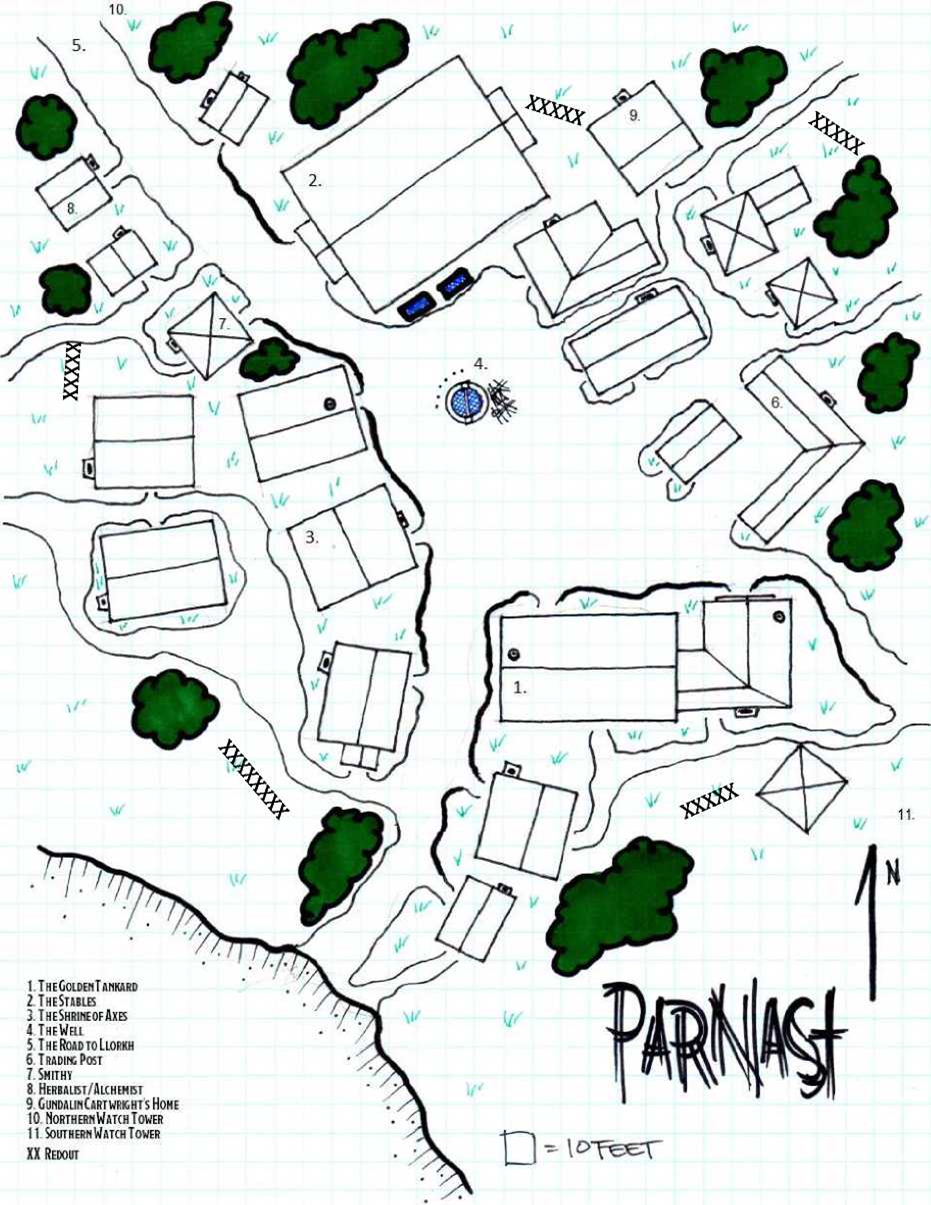 10.
5.
XXXXX
9.
XXXXX
2.
8.
7.
XXXXX
4.
6.
3.
1.
XXXXXXXX
XXXXX
11.
N
1. The Golden Tankard
2. The Stables
3. The Shrine of Axes
4. The Well
5. The Road to Llorkh
6. Trading Post
7. Smithy
8. Herbalist/Alchemist
9. Gundalin Cartwright's Home
10. Northern Watch Tower
11. Southern Watch Tower
XX Redout
PARNAST
= 10 FEET